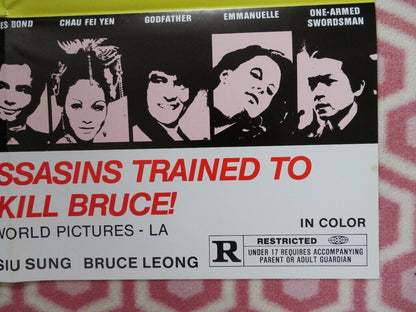 ES BOND
CHAU FEI YEN
GODFATHER
EMMANUELLE
ONE-ARMED
SWORDSMAN
SSASINS TRAINED TO
KILL BRUCE!
WORLD PICTURES - LA
IN COLOR
SIU SUNG BRUCE LEONG
R RESTRICTED
UNDER 17 REQUIRES ACCOMPANYING
PARENT OR ADULT GUARDIAN